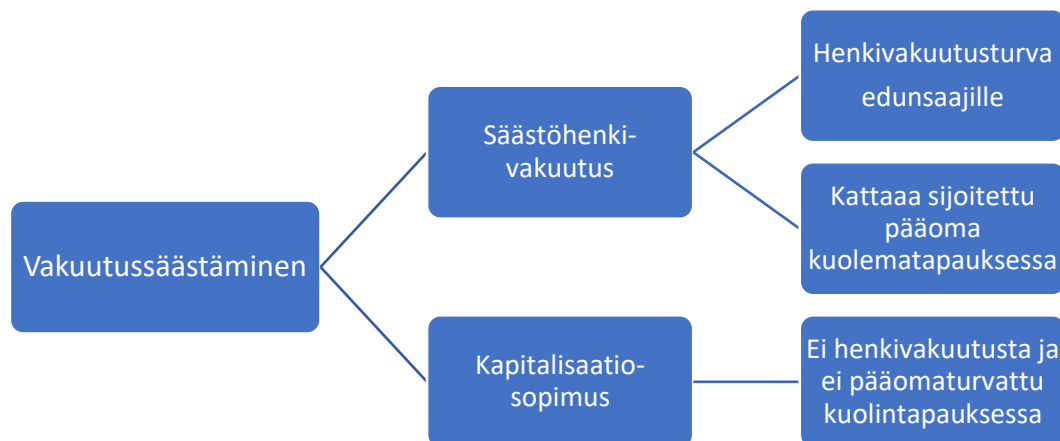 Vakuutussäästäminen
Säästöhenki-
vakuutus
Henkivakuutusturva
edunsaajille
Kattaaa sijoitettu
pääoma
kuolematapauksessa
Kapitalisaatio-
sopimus
Ei henkivakuutusta ja
ei pääomaturvattu
kuolintapauksessa